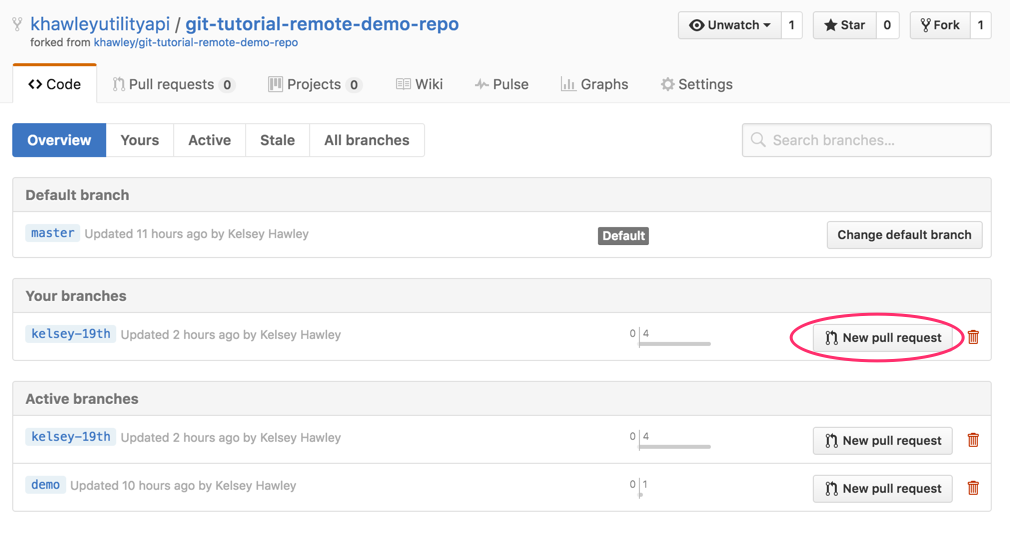 khawleyutilityapi / git-tutorial-remote-demo-repo
Unwatch 1 Star 0 Fork 1
forked from khawley/git-tutorial-remote-demo-repo
Code Pull requests 0 Projects 0 Wiki Pulse Graphs Settings
Overview Yours Active Stale All branches Search branches...
Default branch
master Updated 11 hours ago by Kelsey Hawley Default Change default branch
Your branches
kelsey-19th Updated 2 hours ago by Kelsey Hawley 0 4 New pull request
Active branches
kelsey-19th Updated 2 hours ago by Kelsey Hawley 0 4 New pull request
demo Updated 10 hours ago by Kelsey Hawley 0 1 New pull request